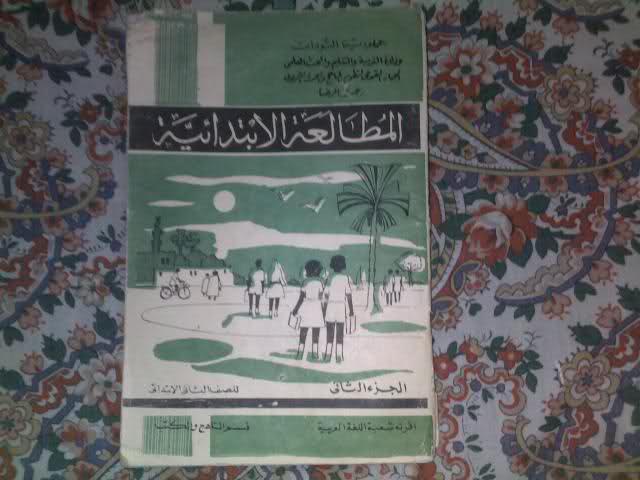 جمهورية السودان
وزارة التربية والتعليم والبحث العلمي
المطالعة الابتدائية
الجزء الثاني
للصف الثاني الابتدائي
شعبة اللغة العربية
قسم المناهج والكتب